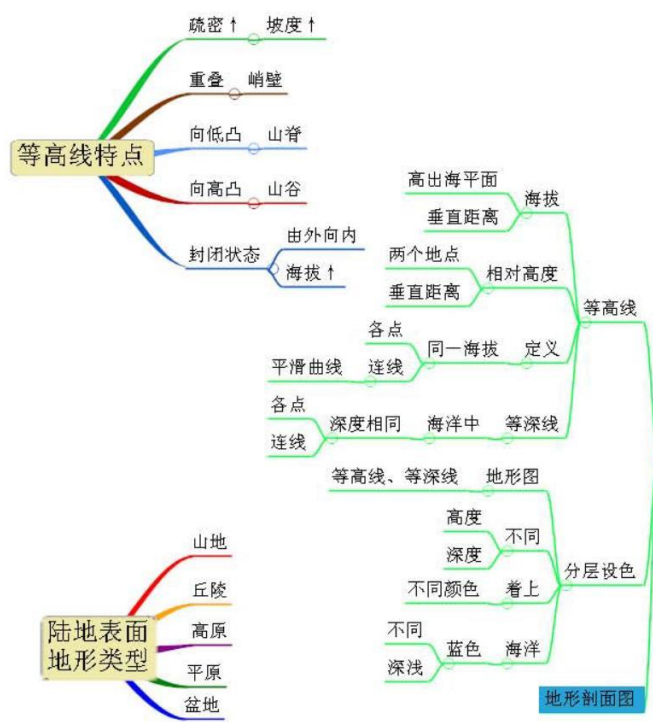 等高线特点
疏密↑
坡度↑
重叠
峭壁
向低凸
山脊
向高凸
山谷
封闭状态
由外向内
海拔↑
等高线
海拔
高出海平面
垂直距离
相对高度
两个地点
垂直距离
定义
同一海拔
各点
连线
平滑曲线
等深线
海洋中
深度相同
各点
连线
分层设色
地形图
等高线、等深线
不同
高度
深度
着上
不同颜色
海洋
蓝色
不同
深浅
地形剖面图
陆地表面
地形类型
山地
丘陵
高原
平原
盆地